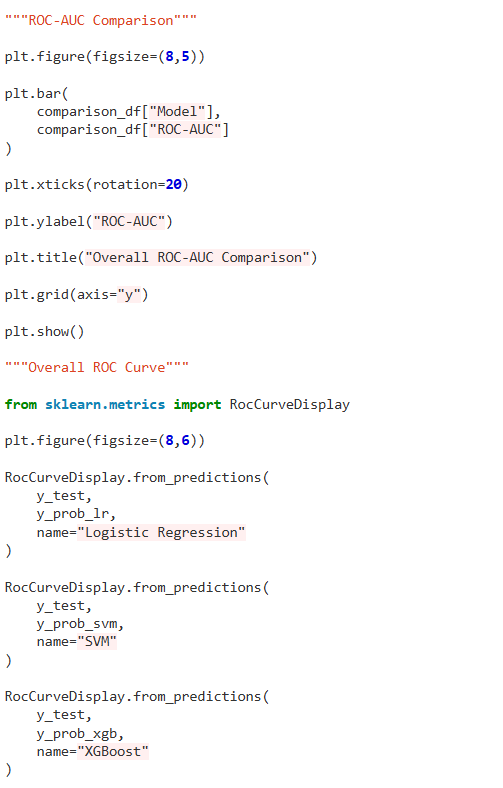 """ROC-AUC Comparison"""
plt.figure(figsize=(8,5))
plt.bar(
    comparison_df["Model"],
    comparison_df["ROC-AUC"]
)
plt.xticks(rotation=20)
plt.ylabel("ROC-AUC")
plt.title("Overall ROC-AUC Comparison")
plt.grid(axis="y")
plt.show()
"""Overall ROC Curve"""
from sklearn.metrics import RocCurveDisplay
plt.figure(figsize=(8,6))
RocCurveDisplay.from_predictions(
    y_test,
    y_prob_lr,
    name="Logistic Regression"
)
RocCurveDisplay.from_predictions(
    y_test,
    y_prob_svm,
    name="SVM"
)
RocCurveDisplay.from_predictions(
    y_test,
    y_prob_xgb,
    name="XGBoost"
)